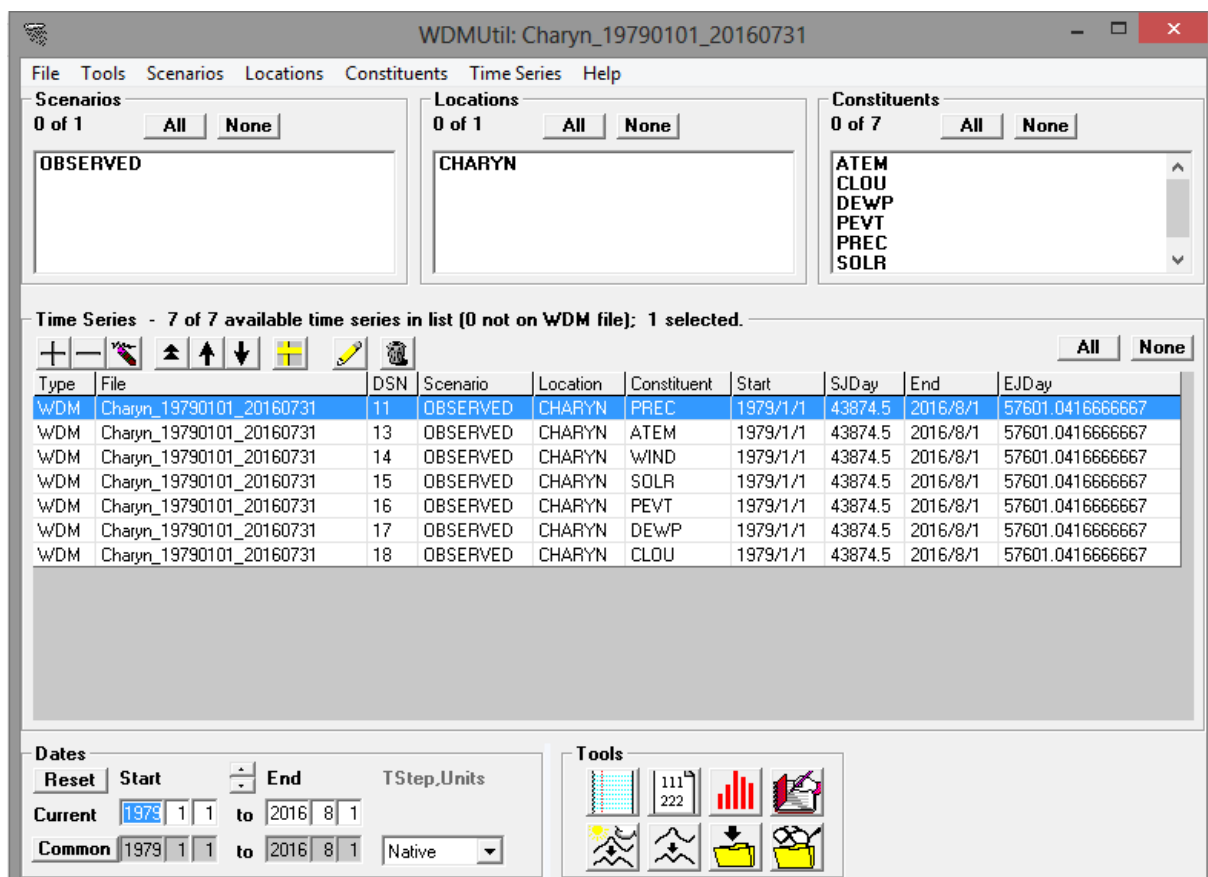 WDMUtil: Charyn_19790101_20160731
File Tools Scenarios Locations Constituents Time Series Help
Scenarios
0 of 1 All None
OBSERVED
Locations
0 of 1 All None
CHARYN
Constituents
0 of 7 All None
ATEM
CLOU
DEWP
PEVT
PREC
SOLR
Time Series - 7 of 7 available time series in list (0 not on WDM file); 1 selected.
All None
Type File DSN Scenario Location Constituent Start SJDay End EJDay
WDM Charyn_19790101_20160731 11 OBSERVED CHARYN PREC 1979/1/1 43874.5 2016/8/1 57601.0416666667
WDM Charyn_19790101_20160731 13 OBSERVED CHARYN ATEM 1979/1/1 43874.5 2016/8/1 57601.0416666667
WDM Charyn_19790101_20160731 14 OBSERVED CHARYN WIND 1979/1/1 43874.5 2016/8/1 57601.0416666667
WDM Charyn_19790101_20160731 15 OBSERVED CHARYN SOLR 1979/1/1 43874.5 2016/8/1 57601.0416666667
WDM Charyn_19790101_20160731 16 OBSERVED CHARYN PEVT 1979/1/1 43874.5 2016/8/1 57601.0416666667
WDM Charyn_19790101_20160731 17 OBSERVED CHARYN DEWP 1979/1/1 43874.5 2016/8/1 57601.0416666667
WDM Charyn_19790101_20160731 18 OBSERVED CHARYN CLOU 1979/1/1 43874.5 2016/8/1 57601.0416666667
Dates
Reset Start End TStep,Units
Current 1979 1 1 to 2016 8 1
Common 1979 1 1 to 2016 8 1 Native
Tools
111
222